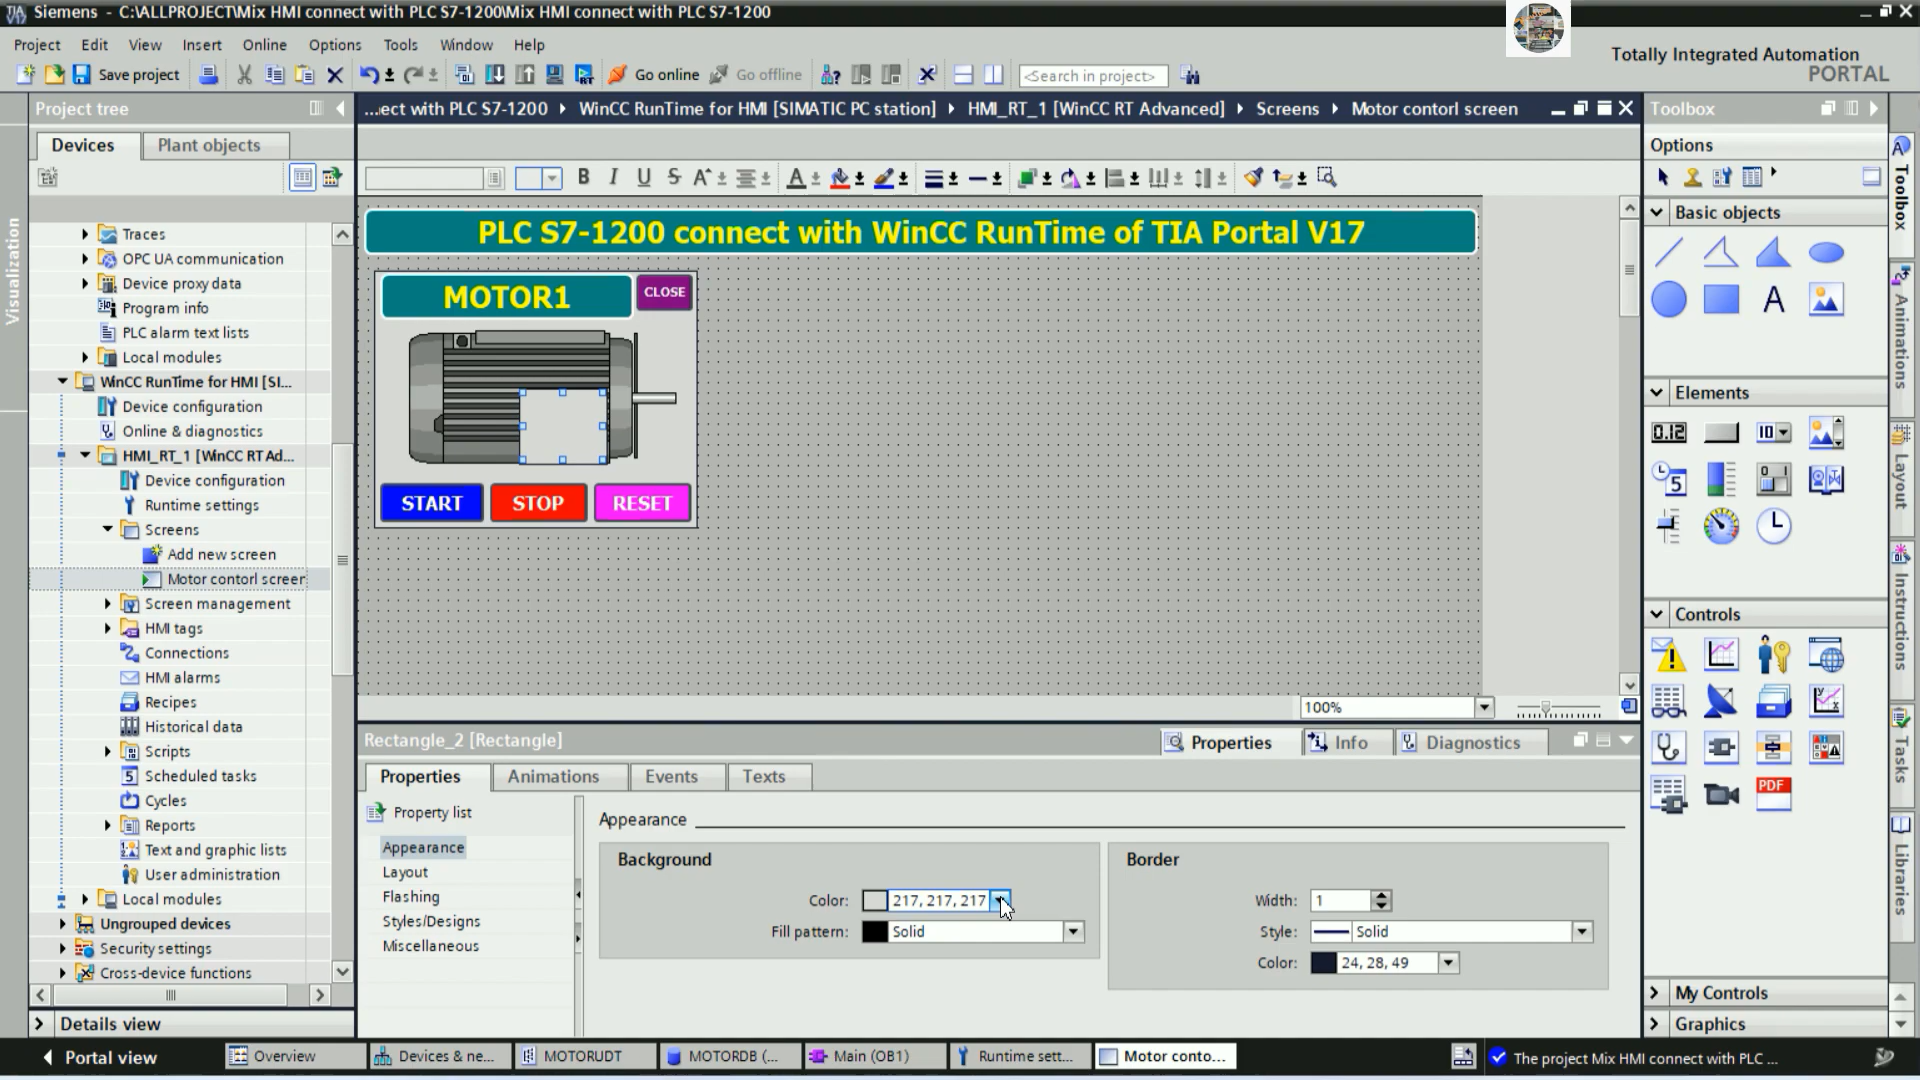 Siemens - C:\ALLPROJECT\Mix HMI connect with PLC S7-1200\Mix HMI connect with PLC S7-1200
Project Edit View Insert Online Options Tools Window Help
Totally Integrated Automation
PORTAL
Save project
Go online
Go offline
<Search in project>
Project tree
...ect with PLC S7-1200 WinCC RunTime for HMI [SIMATIC PC station] HMI_RT_1 [WinCC RT Advanced] Screens Motor contorl screen
Toolbox
Devices
Plant objects
Options
B I U S A
Visualization
Traces
OPC UA communication
Device proxy data
Program info
PLC alarm text lists
Local modules
WinCC RunTime for HMI [SI...
Device configuration
Online & diagnostics
HMI_RT_1 [WinCC RT Ad...
Device configuration
Runtime settings
Screens
Add new screen
Motor contorl screen
Screen management
HMI tags
Connections
HMI alarms
Recipes
Historical data
Scripts
Scheduled tasks
Cycles
Reports
Text and graphic lists
User administration
Local modules
Ungrouped devices
Security settings
Cross-device functions
Details view
PLC S7-1200 connect with WinCC RunTime of TIA Portal V17
MOTOR1
CLOSE
START
STOP
RESET
100%
Rectangle_2 [Rectangle]
Properties
Info
Diagnostics
Properties
Animations
Events
Texts
Property list
Appearance
Layout
Flashing
Styles/Designs
Miscellaneous
Appearance
Background
Color: 217, 217, 217
Fill pattern: Solid
Border
Width: 1
Style: Solid
Color: 24, 28, 49
Basic objects
A
Elements
0.12
10
5
Controls
PDF
My Controls
Graphics
Toolbox
Animations
Layout
Instructions
Tasks
Libraries
Portal view
Overview
Devices & ne...
MOTORUDT
MOTORDB (...
Main (OB1)
Runtime sett...
Motor conto...
The project Mix HMI connect with PLC ...